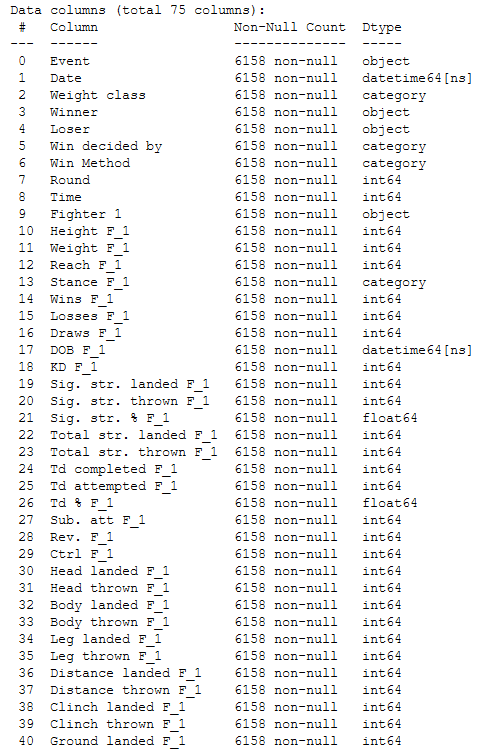 Data columns (total 75 columns):
#   Column   Non-Null Count   Dtype
---  ------  --------------  -----
0   Event   6158 non-null   object
1   Date   6158 non-null   datetime64[ns]
2   Weight class   6158 non-null   category
3   Winner   6158 non-null   object
4   Loser   6158 non-null   object
5   Win decided by   6158 non-null   category
6   Win Method   6158 non-null   category
7   Round   6158 non-null   int64
8   Time   6158 non-null   int64
9   Fighter 1   6158 non-null   object
10  Height F_1   6158 non-null   int64
11  Weight F_1   6158 non-null   int64
12  Reach F_1   6158 non-null   int64
13  Stance F_1   6158 non-null   category
14  Wins F_1   6158 non-null   int64
15  Losses F_1   6158 non-null   int64
16  Draws F_1   6158 non-null   int64
17  DOB F_1   6158 non-null   datetime64[ns]
18  KD F_1   6158 non-null   int64
19  Sig. str. landed F_1   6158 non-null   int64
20  Sig. str. thrown F_1   6158 non-null   int64
21  Sig. str. % F_1   6158 non-null   float64
22  Total str. landed F_1   6158 non-null   int64
23  Total str. thrown F_1   6158 non-null   int64
24  Td completed F_1   6158 non-null   int64
25  Td attempted F_1   6158 non-null   int64
26  Td % F_1   6158 non-null   float64
27  Sub. att F_1   6158 non-null   int64
28  Rev. F_1   6158 non-null   int64
29  Ctrl F_1   6158 non-null   int64
30  Head landed F_1   6158 non-null   int64
31  Head thrown F_1   6158 non-null   int64
32  Body landed F_1   6158 non-null   int64
33  Body thrown F_1   6158 non-null   int64
34  Leg landed F_1   6158 non-null   int64
35  Leg thrown F_1   6158 non-null   int64
36  Distance landed F_1   6158 non-null   int64
37  Distance thrown F_1   6158 non-null   int64
38  Clinch landed F_1   6158 non-null   int64
39  Clinch thrown F_1   6158 non-null   int64
40  Ground landed F_1   6158 non-null   int64